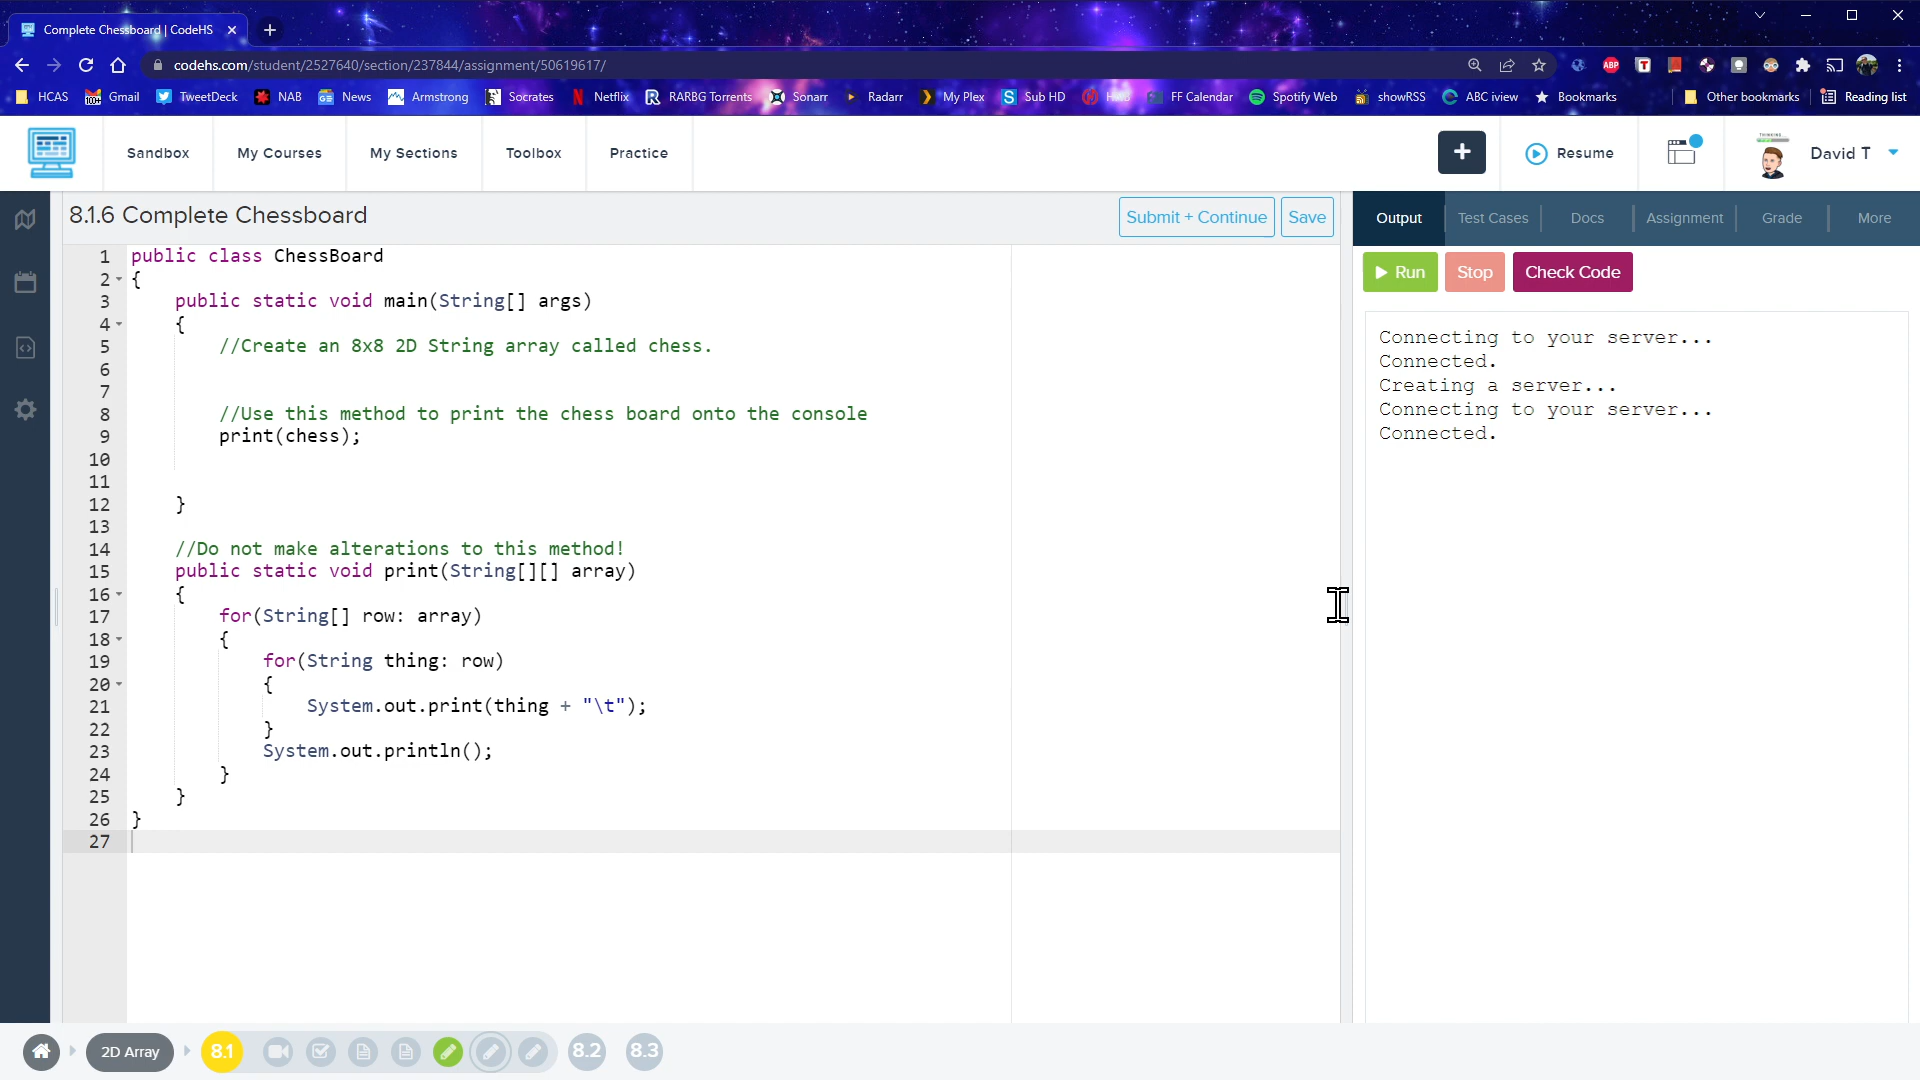 Complete Chessboard | CodeHS
codehs.com/student/2527640/section/237844/assignment/50619617/
HCAS Gmail TweetDeck NAB News Armstrong Socrates Netflix RARBG Torrents Sonarr Radarr My Plex Sub HD FF Calendar Spotify Web showRSS ABC iview Bookmarks Other bookmarks Reading list
Sandbox My Courses My Sections Toolbox Practice + Resume David T
8.1.6 Complete Chessboard Submit + Continue Save
Output Test Cases Docs Assignment Grade More
Run Stop Check Code
1 public class ChessBoard
2 {
3 public static void main(String[] args)
4 {
5 //Create an 8x8 2D String array called chess.
6
7
8 //Use this method to print the chess board onto the console
9 print(chess);
10
11
12 }
13
14 //Do not make alterations to this method!
15 public static void print(String[][] array)
16 {
17 for(String[] row: array)
18 {
19 for(String thing: row)
20 {
21 System.out.print(thing + "\t");
22 }
23 System.out.println();
24 }
25 }
26 }
27
Connecting to your server...
Connected.
Creating a server...
Connecting to your server...
Connected.
2D Array 8.1 8.2 8.3